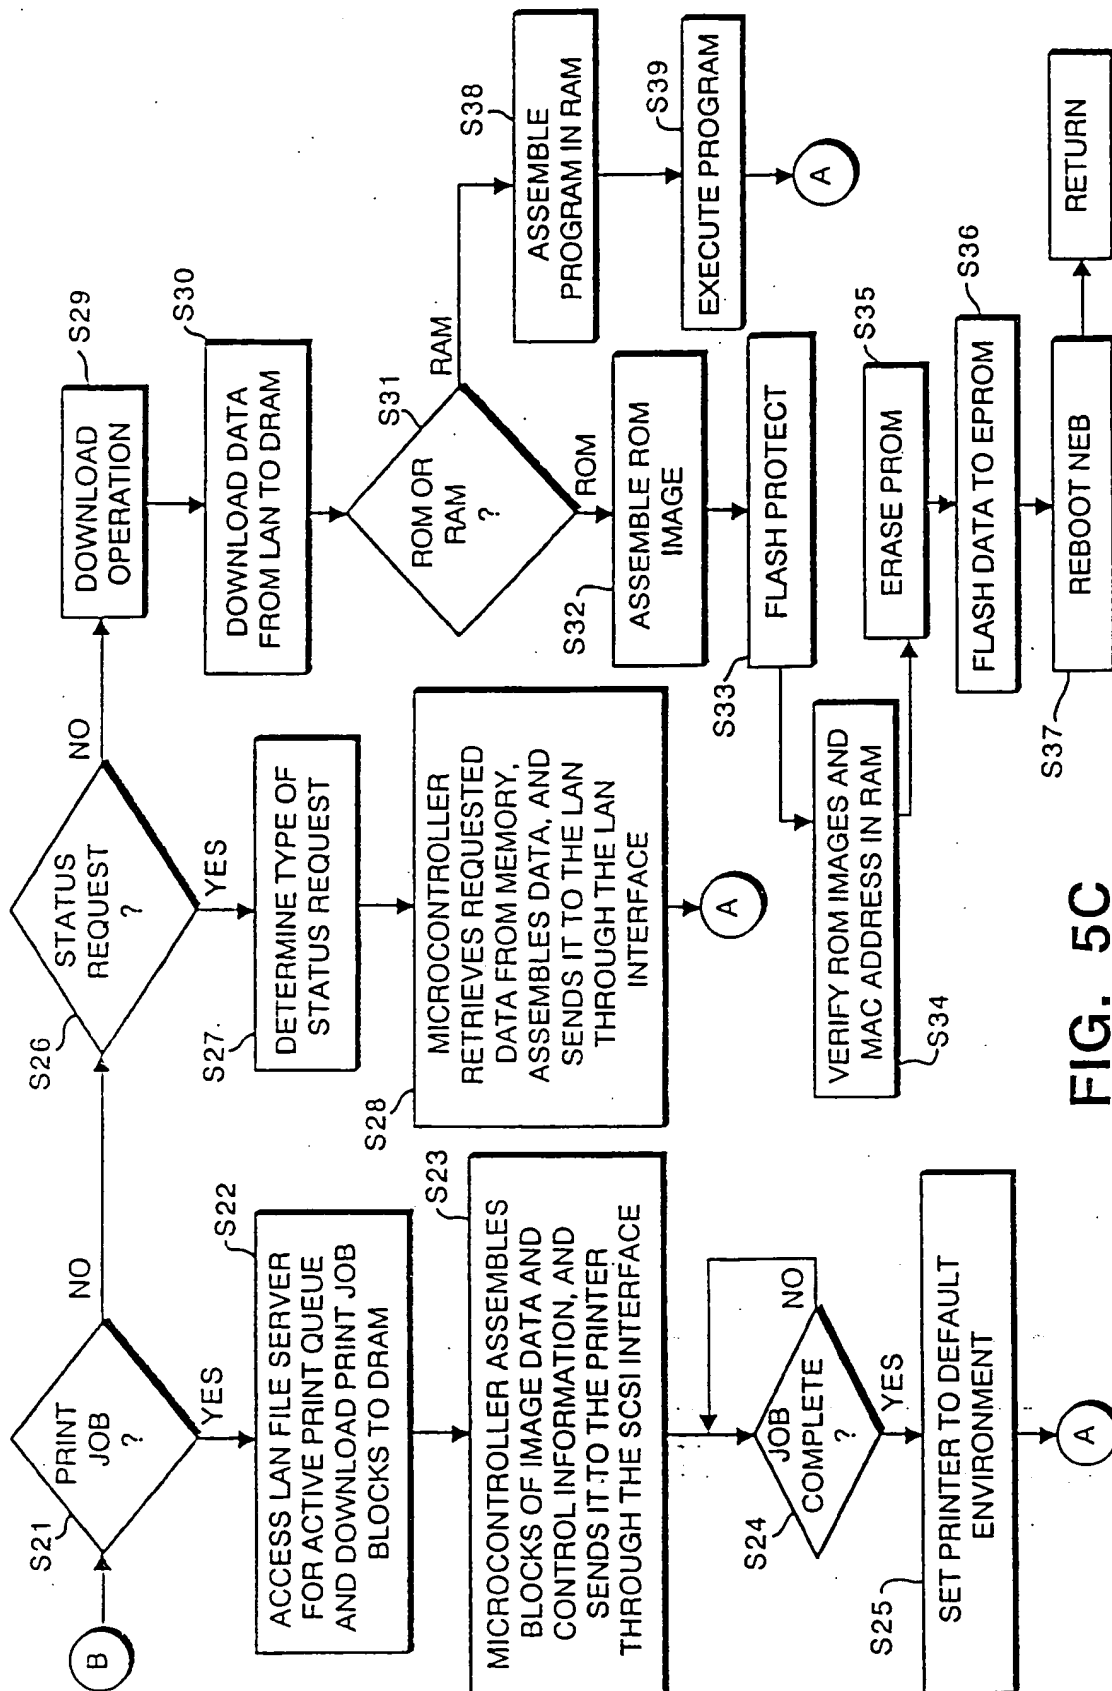 B
S21
PRINT
JOB
?
NO
YES
S22
ACCESS LAN FILE SERVER
FOR ACTIVE PRINT QUEUE
AND DOWNLOAD PRINT JOB
BLOCKS TO DRAM
S23
MICROCONTROLLER ASSEMBLES
BLOCKS OF IMAGE DATA AND
CONTROL INFORMATION, AND
SENDS IT TO THE PRINTER
THROUGH THE SCSI INTERFACE
S24
JOB
COMPLETE
?
NO
YES
S25
SET PRINTER TO DEFAULT
ENVIRONMENT
A
S26
STATUS
REQUEST
?
NO
YES
S27
DETERMINE TYPE OF
STATUS REQUEST
S28
MICROCONTROLLER
RETRIEVES REQUESTED
DATA FROM MEMORY,
ASSEMBLES DATA, AND
SENDS IT TO THE LAN
THROUGH THE LAN
INTERFACE
A
S29
DOWNLOAD
OPERATION
S30
DOWNLOAD DATA
FROM LAN TO DRAM
S31
ROM OR
RAM
?
RAM
ROM
S32
ASSEMBLE ROM
IMAGE
S33
FLASH PROTECT
S34
VERIFY ROM IMAGES AND
MAC ADDRESS IN RAM
S35
ERASE PROM
S36
FLASH DATA TO EPROM
S37
REBOOT NEB
RETURN
S38
ASSEMBLE
PROGRAM IN RAM
S39
EXECUTE PROGRAM
A
FIG. 5C